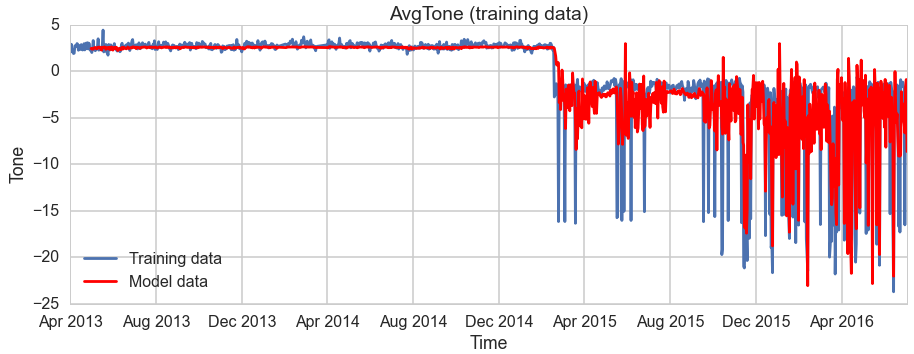 AvgTone (training data)
5
0
−5
−10
−15
−20
−25
Tone
Training data
Model data
Apr 2013 Aug 2013 Dec 2013 Apr 2014 Aug 2014 Dec 2014 Apr 2015 Aug 2015 Dec 2015 Apr 2016
Time